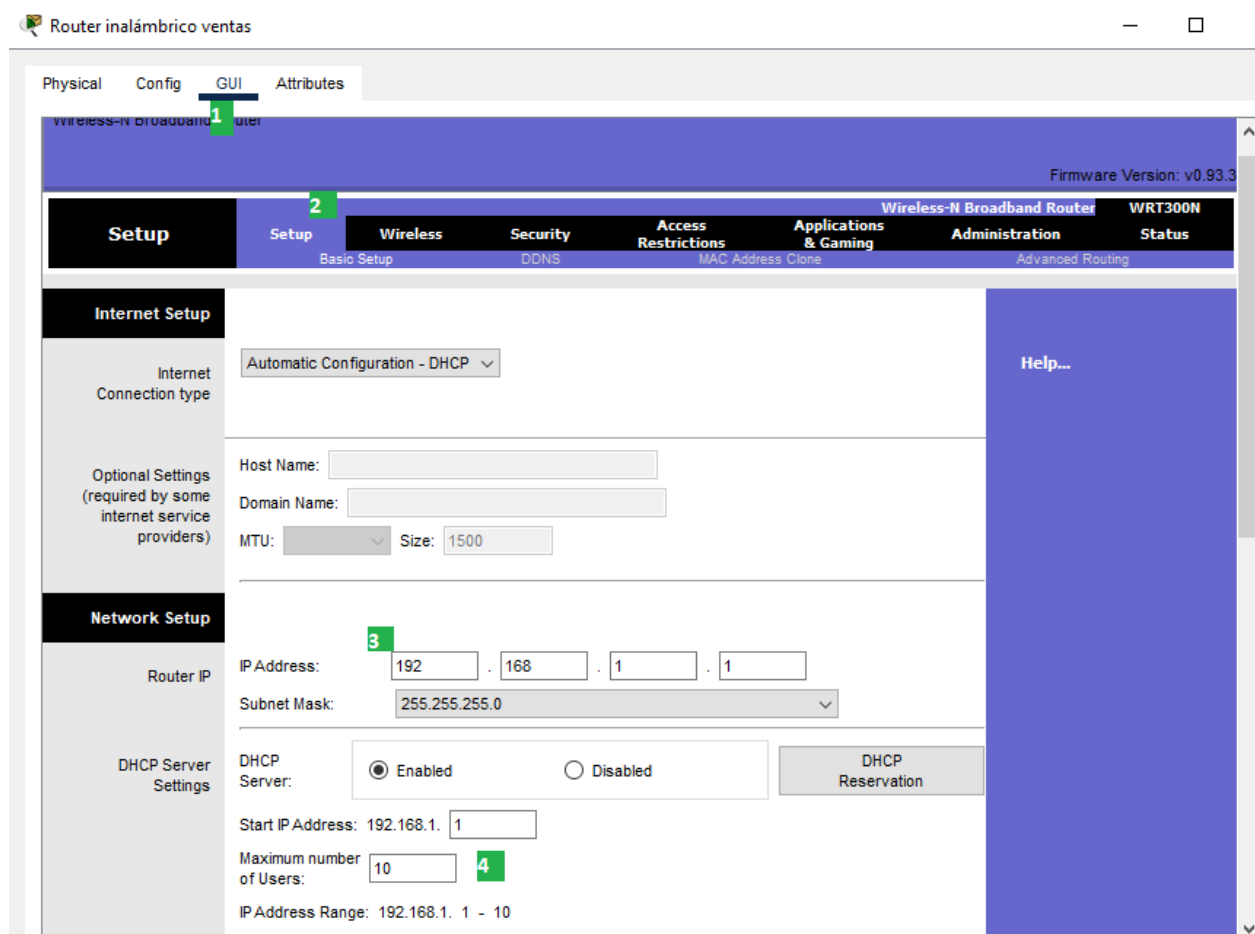 Router inalámbrico ventas
Physical Config GUI Attributes
1
Wireless-N Broadband Router
Firmware Version: v0.93.3
2
Wireless-N Broadband Router WRT300N
Setup
Setup Wireless Security Access Restrictions Applications & Gaming Administration Status
Basic Setup DDNS MAC Address Clone Advanced Routing
Internet Setup
Internet
Connection type
Automatic Configuration - DHCP
Help...
Optional Settings
(required by some
internet service
providers)
Host Name:
Domain Name:
MTU: Size: 1500
Network Setup
3
Router IP
IP Address: 192 . 168 . 1 . 1
Subnet Mask: 255.255.255.0
DHCP Server
Settings
DHCP
Server:
Enabled Disabled
DHCP
Reservation
Start IP Address: 192.168.1. 1
Maximum number
of Users:
10
4
IP Address Range: 192.168.1. 1 - 10